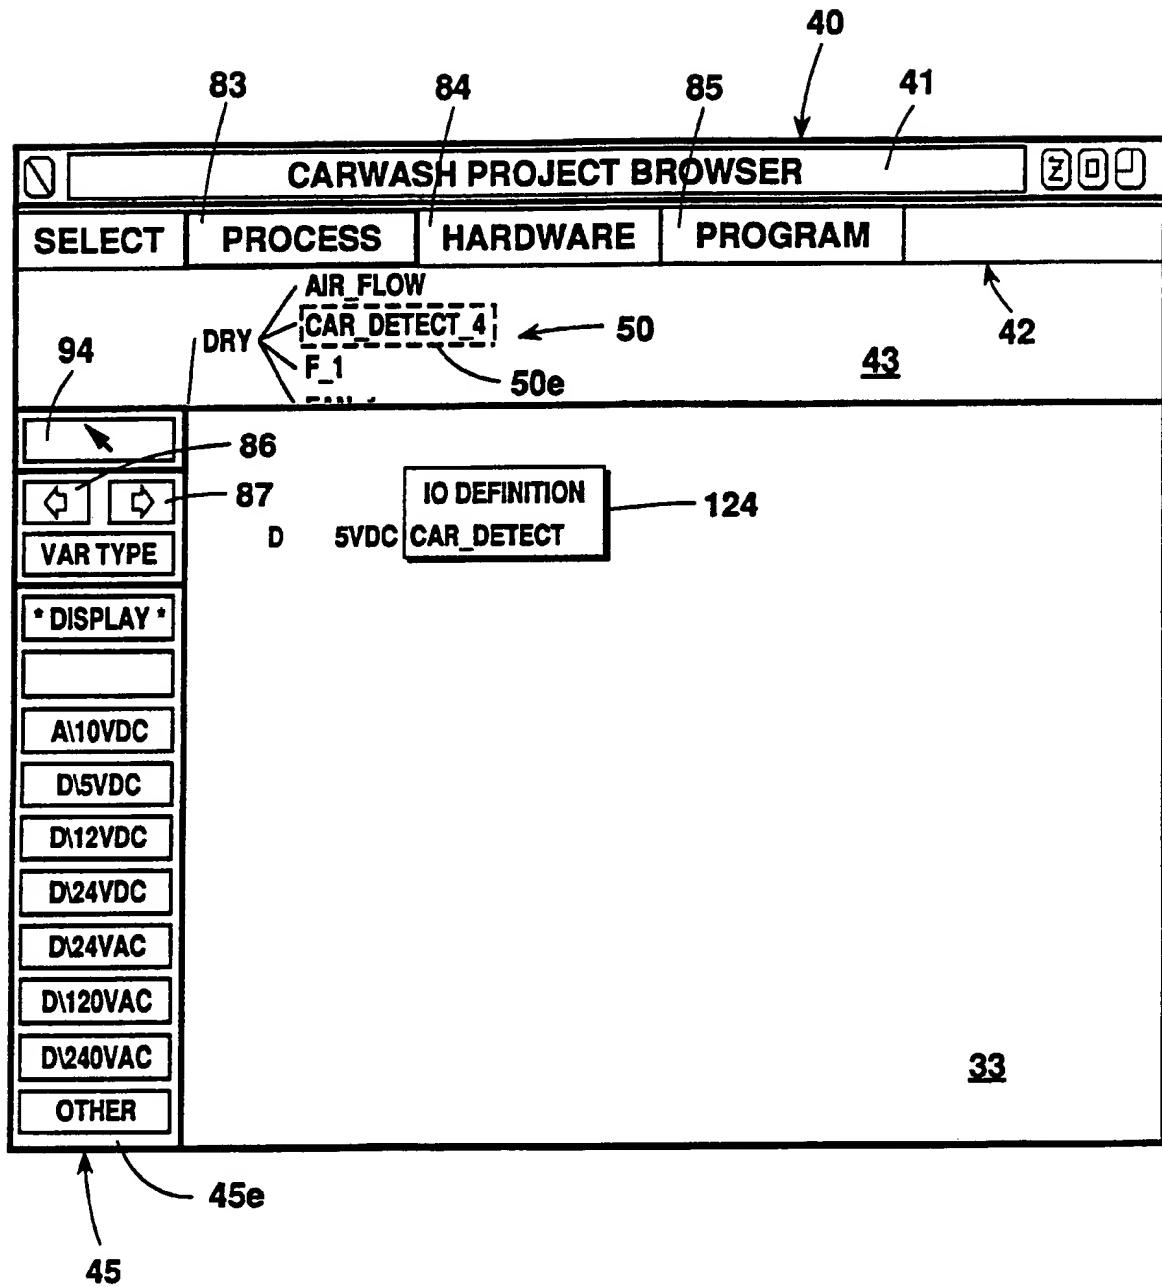 40
83 84 85 41
CARWASH PROJECT BROWSER
SELECT PROCESS HARDWARE PROGRAM
42
AIR_FLOW
DRY CAR_DETECT_4 50
F_1
50e
43
94
86
87
IO DEFINITION
D 5VDC CAR_DETECT
124
VAR TYPE
* DISPLAY *
A\10VDC
D\5VDC
D\12VDC
D\24VDC
D\24VAC
D\120VAC
D\240VAC
OTHER
33
45e
45